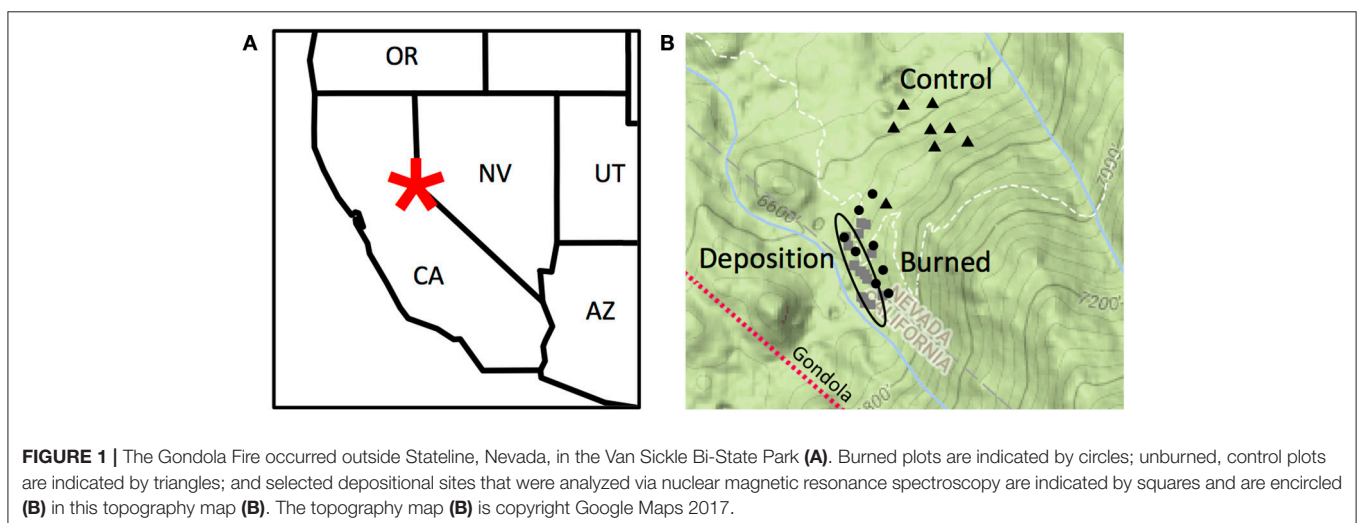 A
OR
NV
UT
CA
AZ
B
Control
7000'
6600'
Deposition
Burned
NEVADA
CALIFORNIA
7200'
Gondola
800'
FIGURE 1 | The Gondola Fire occurred outside Stateline, Nevada, in the Van Sickle Bi-State Park (A). Burned plots are indicated by circles; unburned, control plots
are indicated by triangles; and selected depositional sites that were analyzed via nuclear magnetic resonance spectroscopy are indicated by squares and are encircled
(B) in this topography map (B). The topography map (B) is copyright Google Maps 2017.